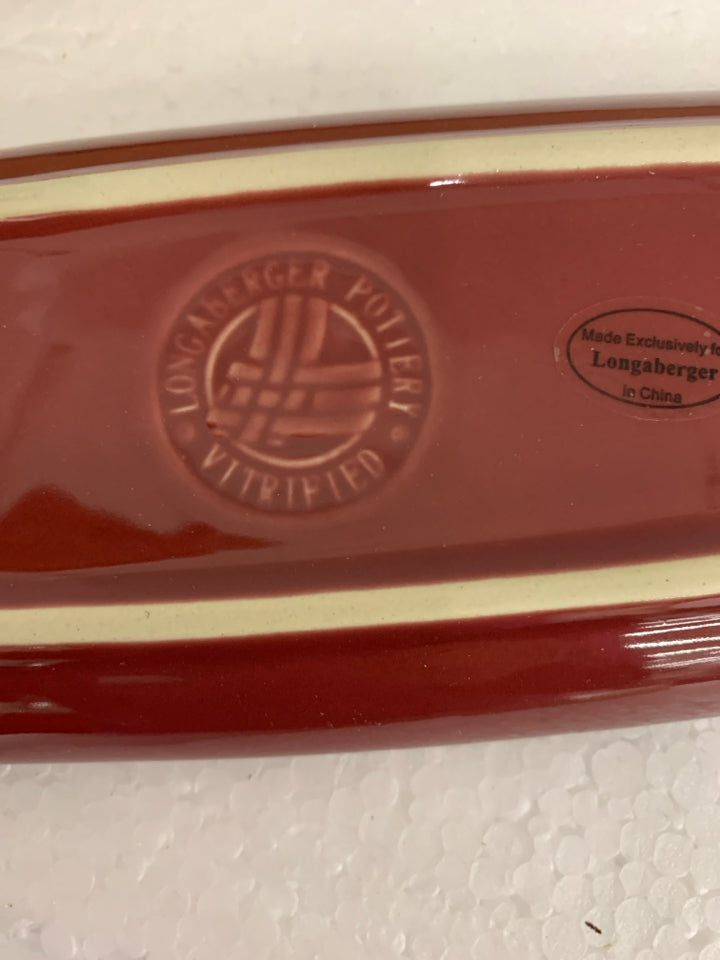 LONGABERGER POTTERY
VITRIFIED
Made Exclusively fo
Longaberger
in China